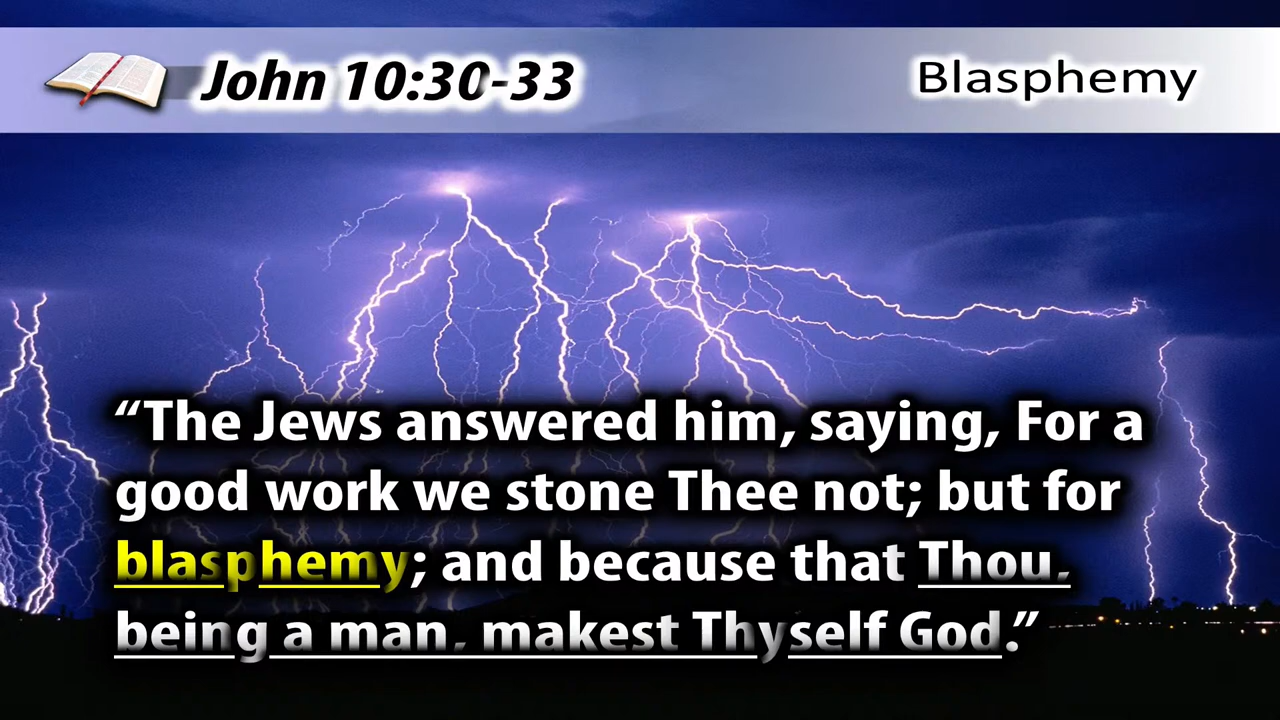 John 10:30-33
Blasphemy
“The Jews answered him, saying, For a
good work we stone Thee not; but for
blasphemy; and because that Thou,
being a man, makest Thyself God.”